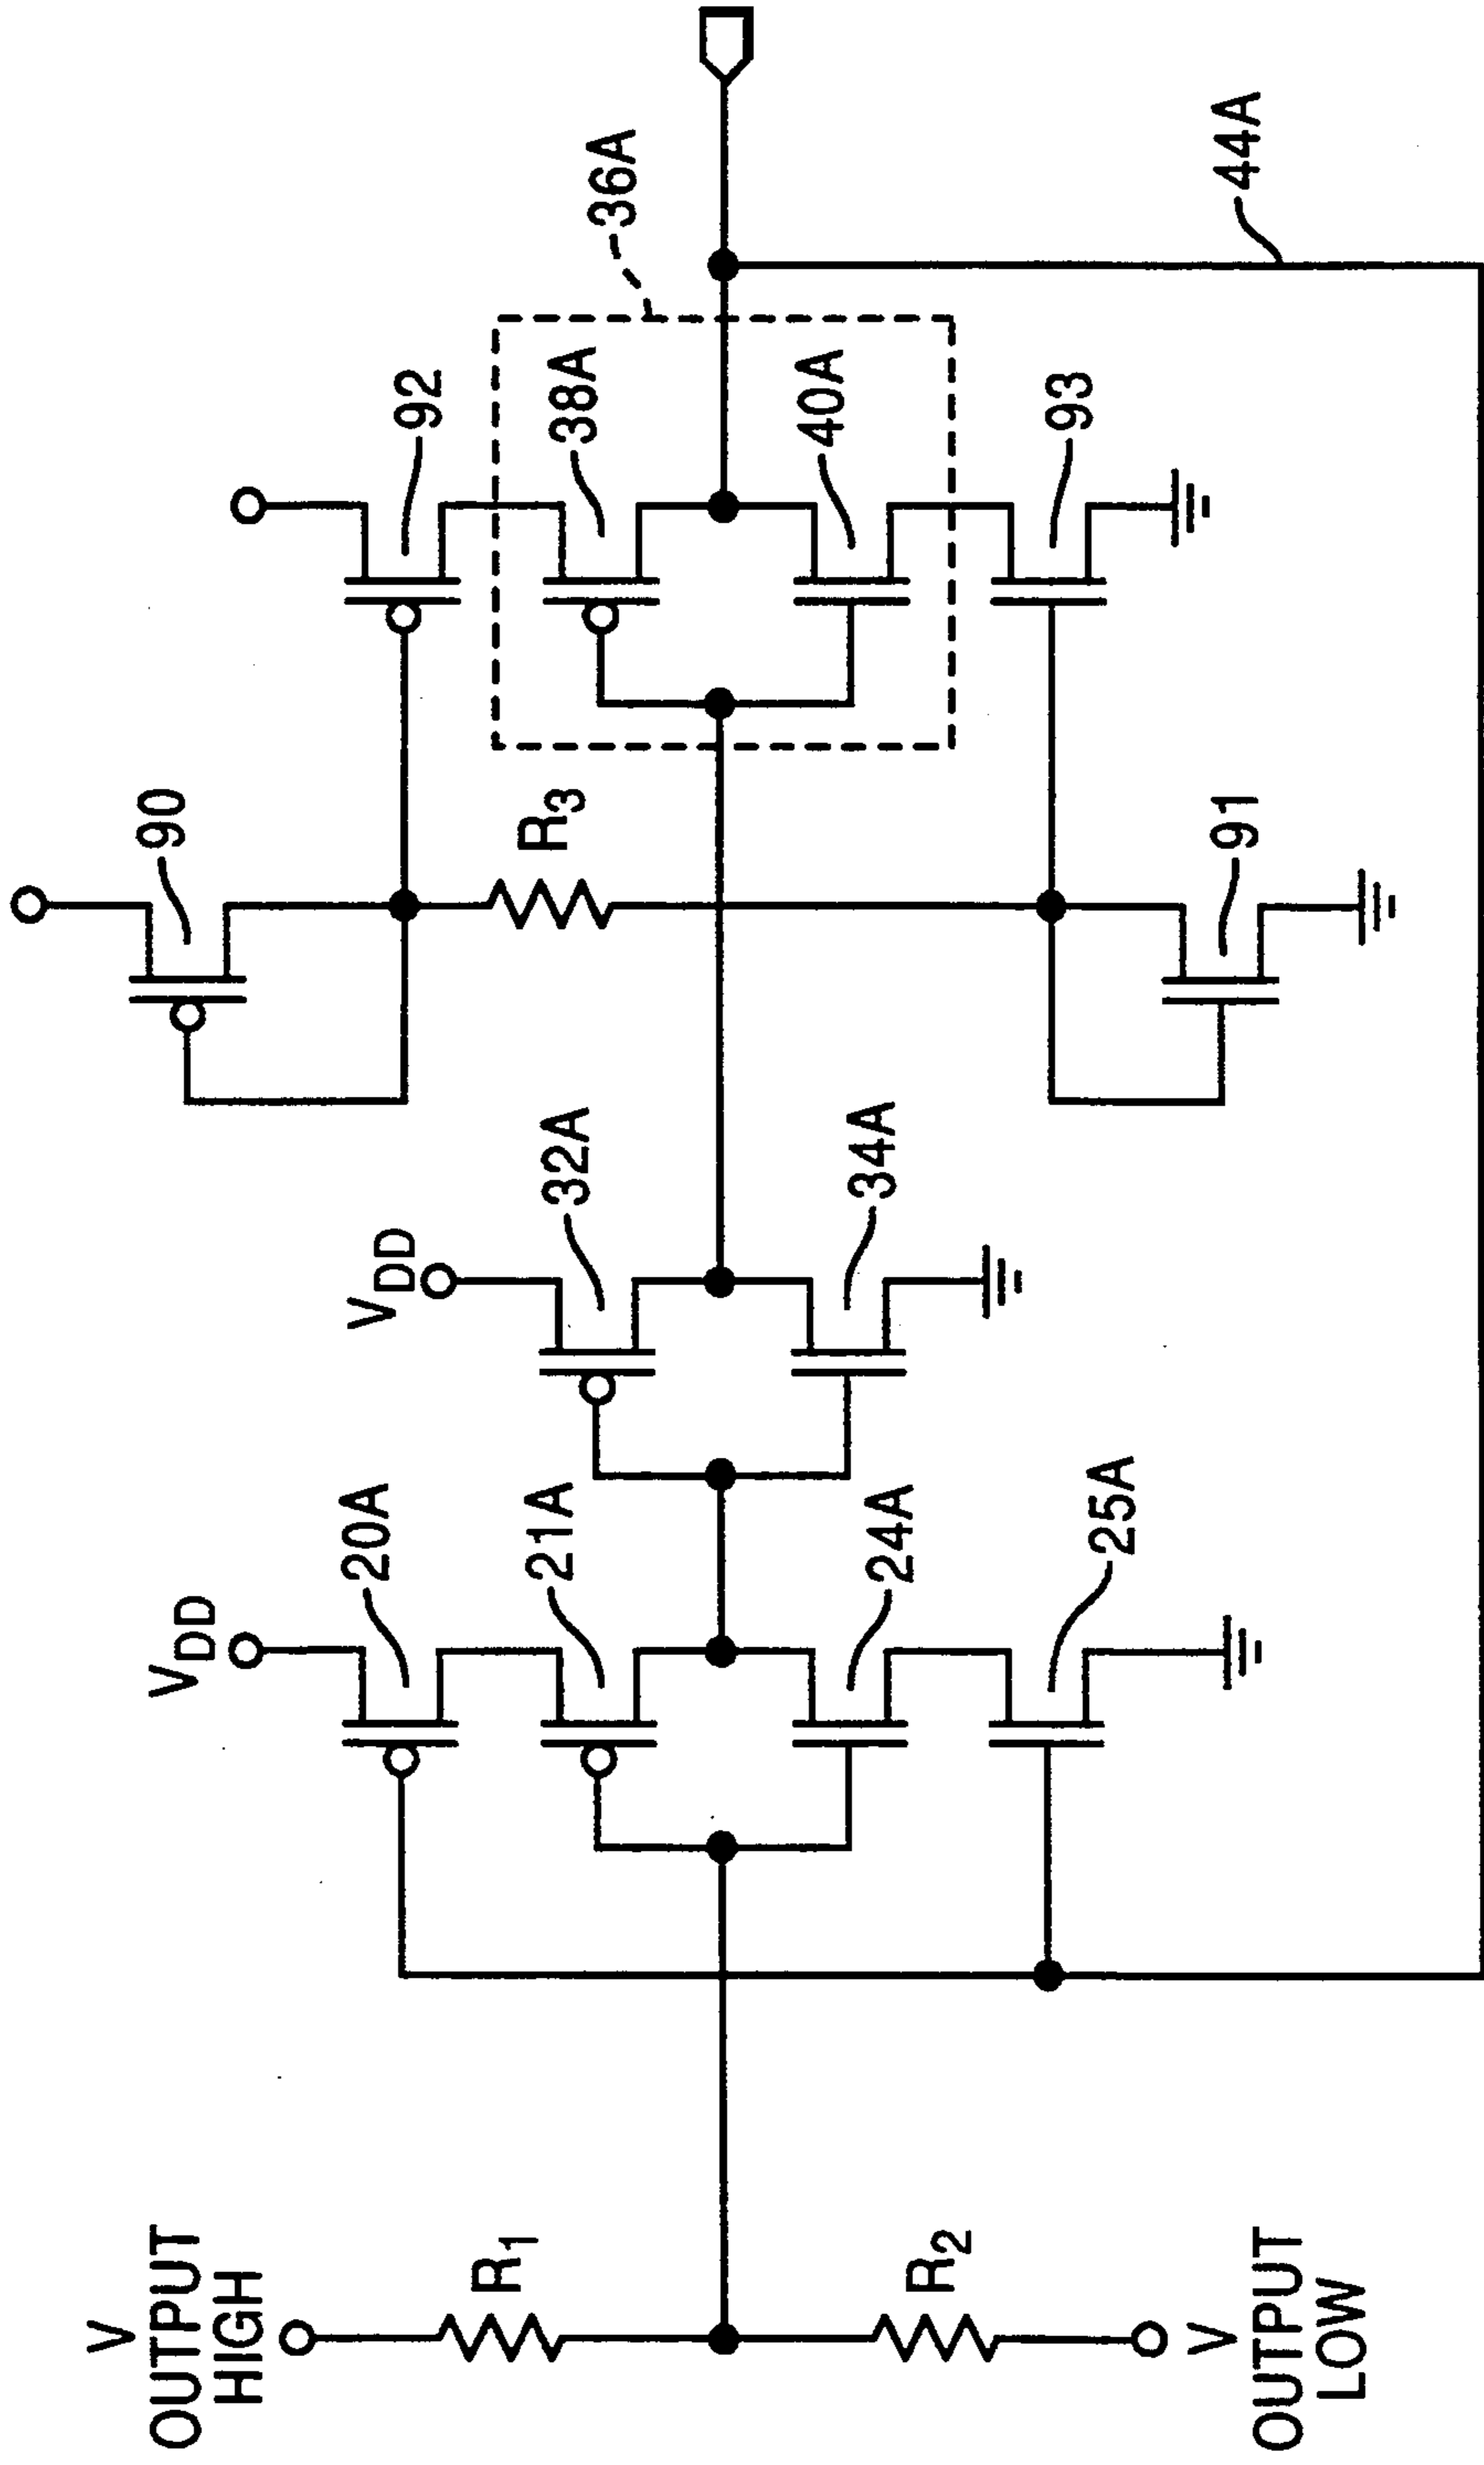 V
OUTPUT
HIGH
R1
R2
V
OUTPUT
LOW
VDD
20A
21A
24A
25A
VDD
32A
34A
90
R3
91
92
38A
40A
93
36A
44A